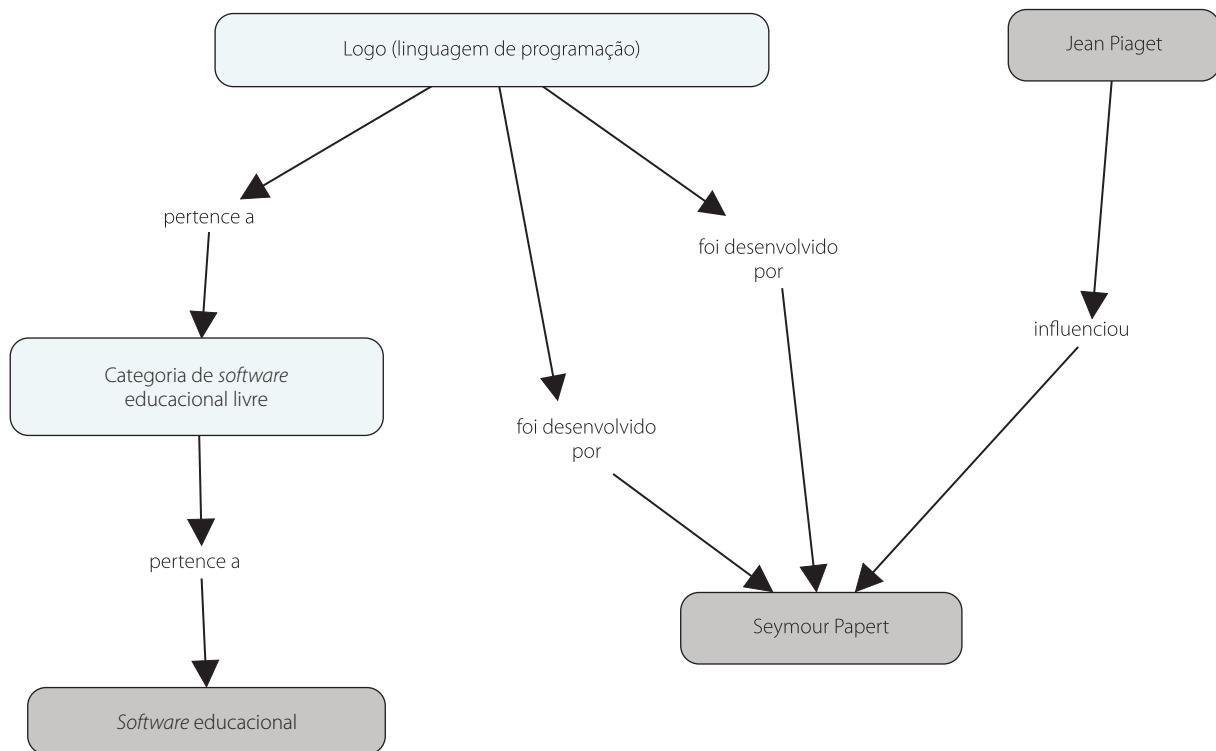 Logo (linguagem de programação)
Jean Piaget
pertence a
foi desenvolvido
por
influenciou
Categoria de software
educacional livre
foi desenvolvido
por
pertence a
Seymour Papert
Software educacional